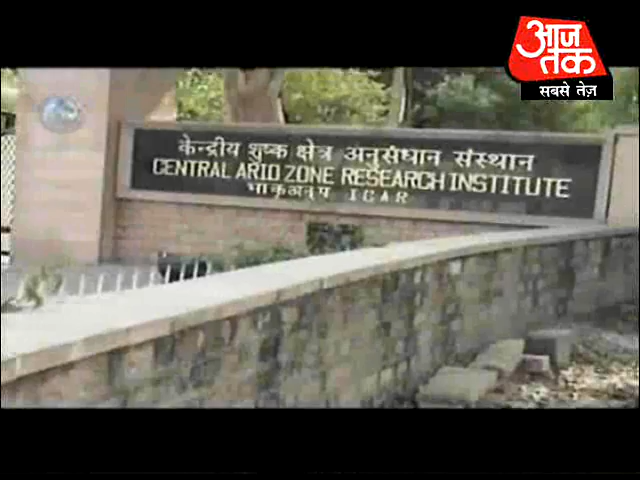 आज
तक
सबसे तेज़
केन्द्रीय शुष्क क्षेत्र अनुसंधान संस्थान
CENTRAL ARID ZONE RESEARCH INSTITUTE
भाकृअनुप ICAR